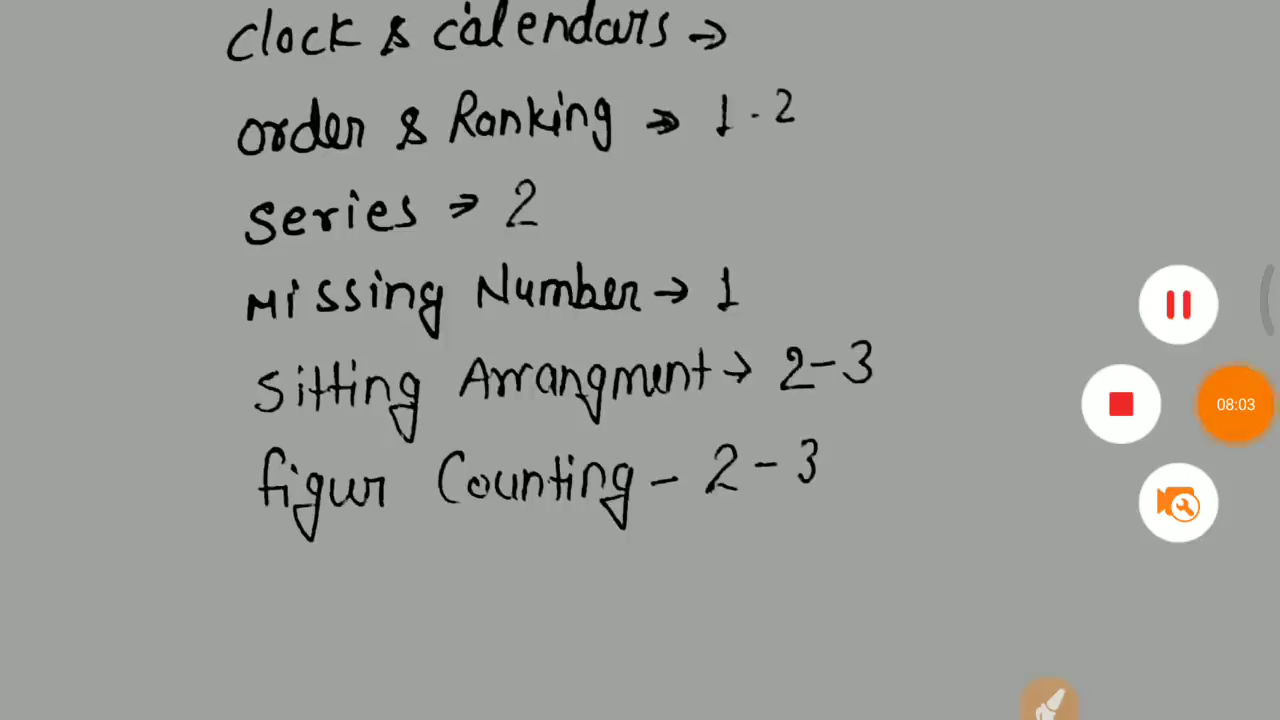 Clock & calendars →
order & Ranking → 1-2
Series → 2
Missing Number → 1
Sitting Arrangment → 2-3
figur Counting - 2-3
08:03